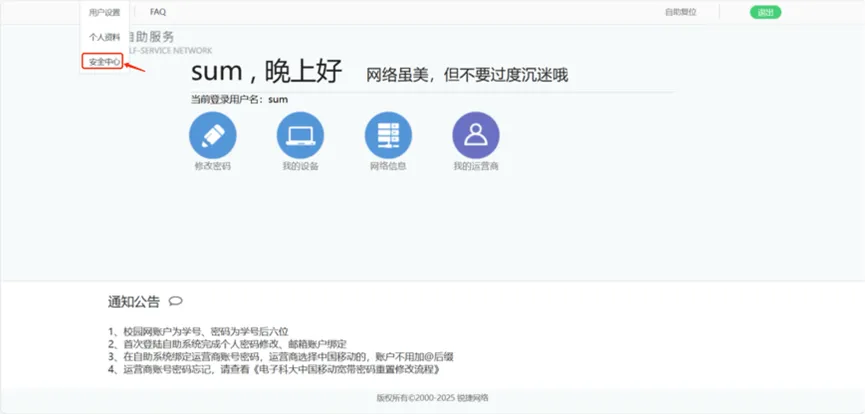 用户设置 FAQ 自助复位 退出
个人资料
自助服务
LF-SERVICE NETWORK
安全中心
sum , 晚上好 网络虽美，但不要过度沉迷哦
当前登录用户名：sum
修改密码 我的设备 网络信息 我的运营商
通知公告
1、校园网账户为学号、密码为学号后六位
2、首次登陆自助系统完成个人密码修改、邮箱账户绑定
3、在自助系统绑定运营商账号密码，运营商选择中国移动的，账户不用加@后缀
4、运营商账号密码忘记，请查看《电子科大中国移动宽带密码重置修改流程》
版权所有©2000-2025 锐捷网络